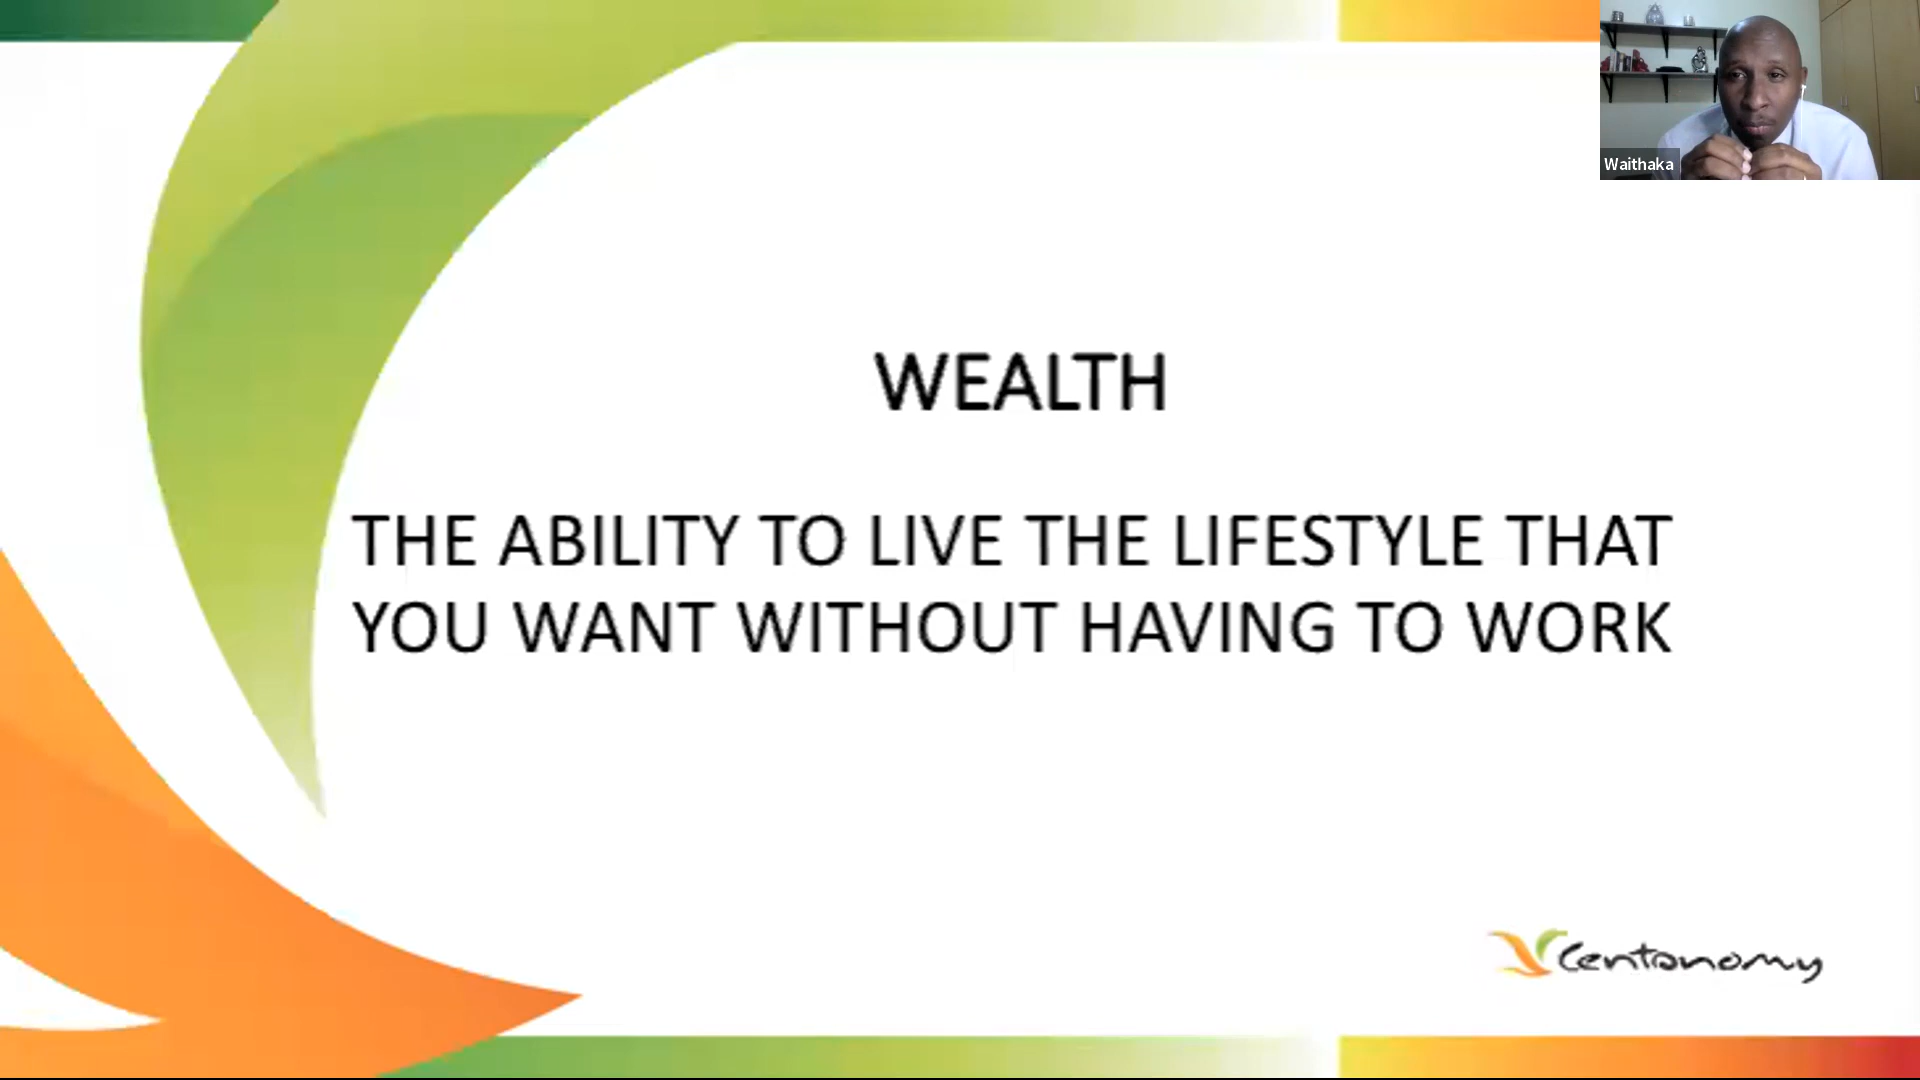 Waithaka
WEALTH
THE ABILITY TO LIVE THE LIFESTYLE THAT
YOU WANT WITHOUT HAVING TO WORK
Centonomy